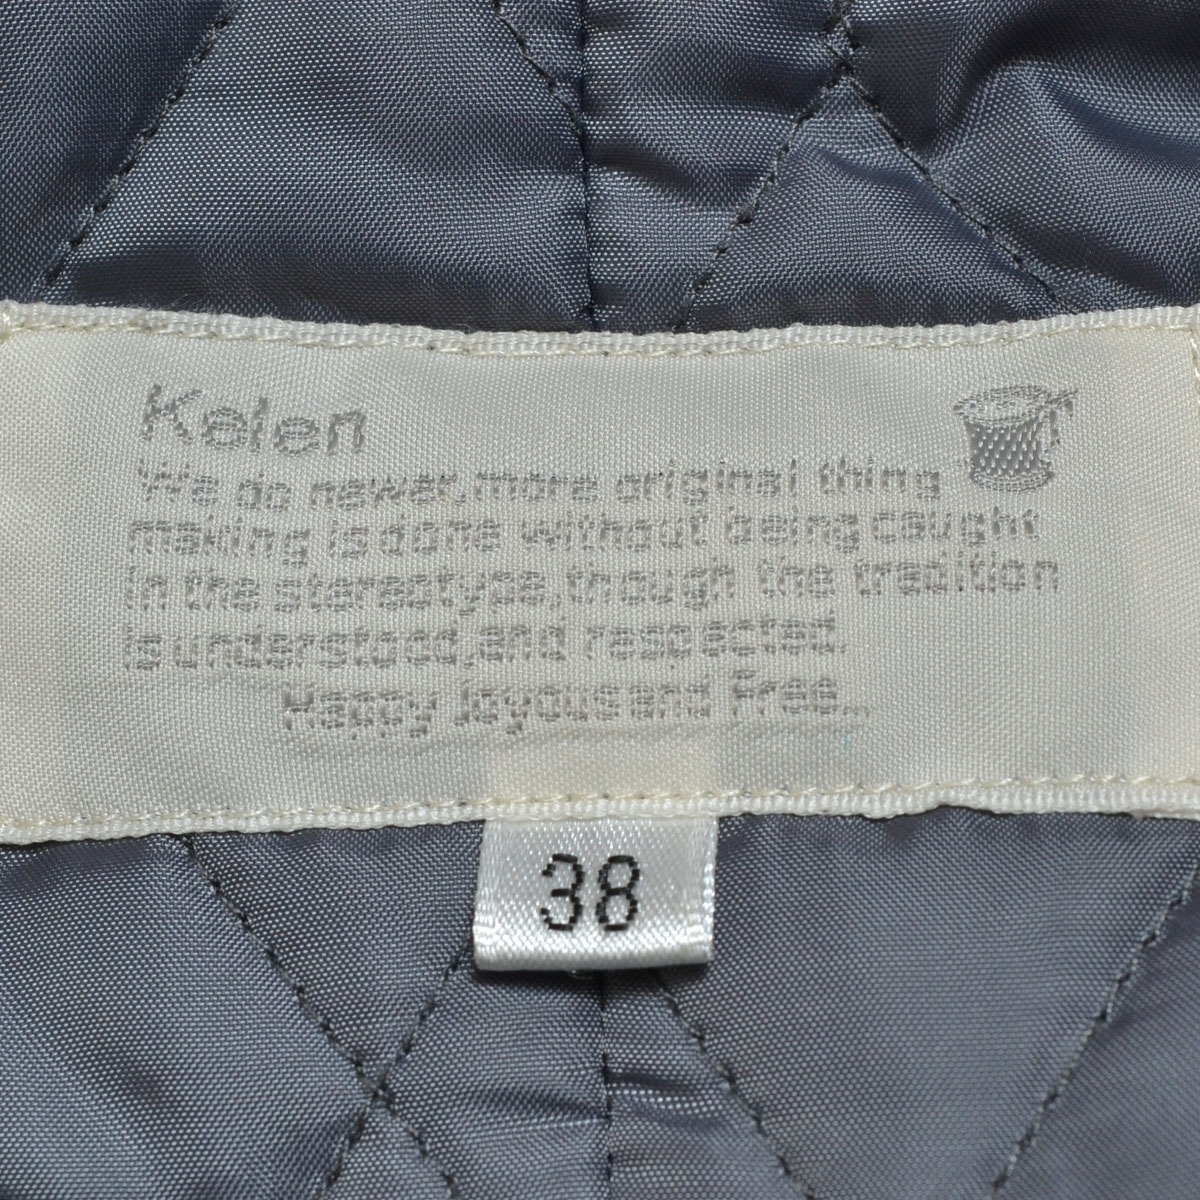 Kelen
We do newer,more original thing
making is done without being caught
in the stereotype,though the tradition
is understood,and respected.
Happy Joyous and Free...
38